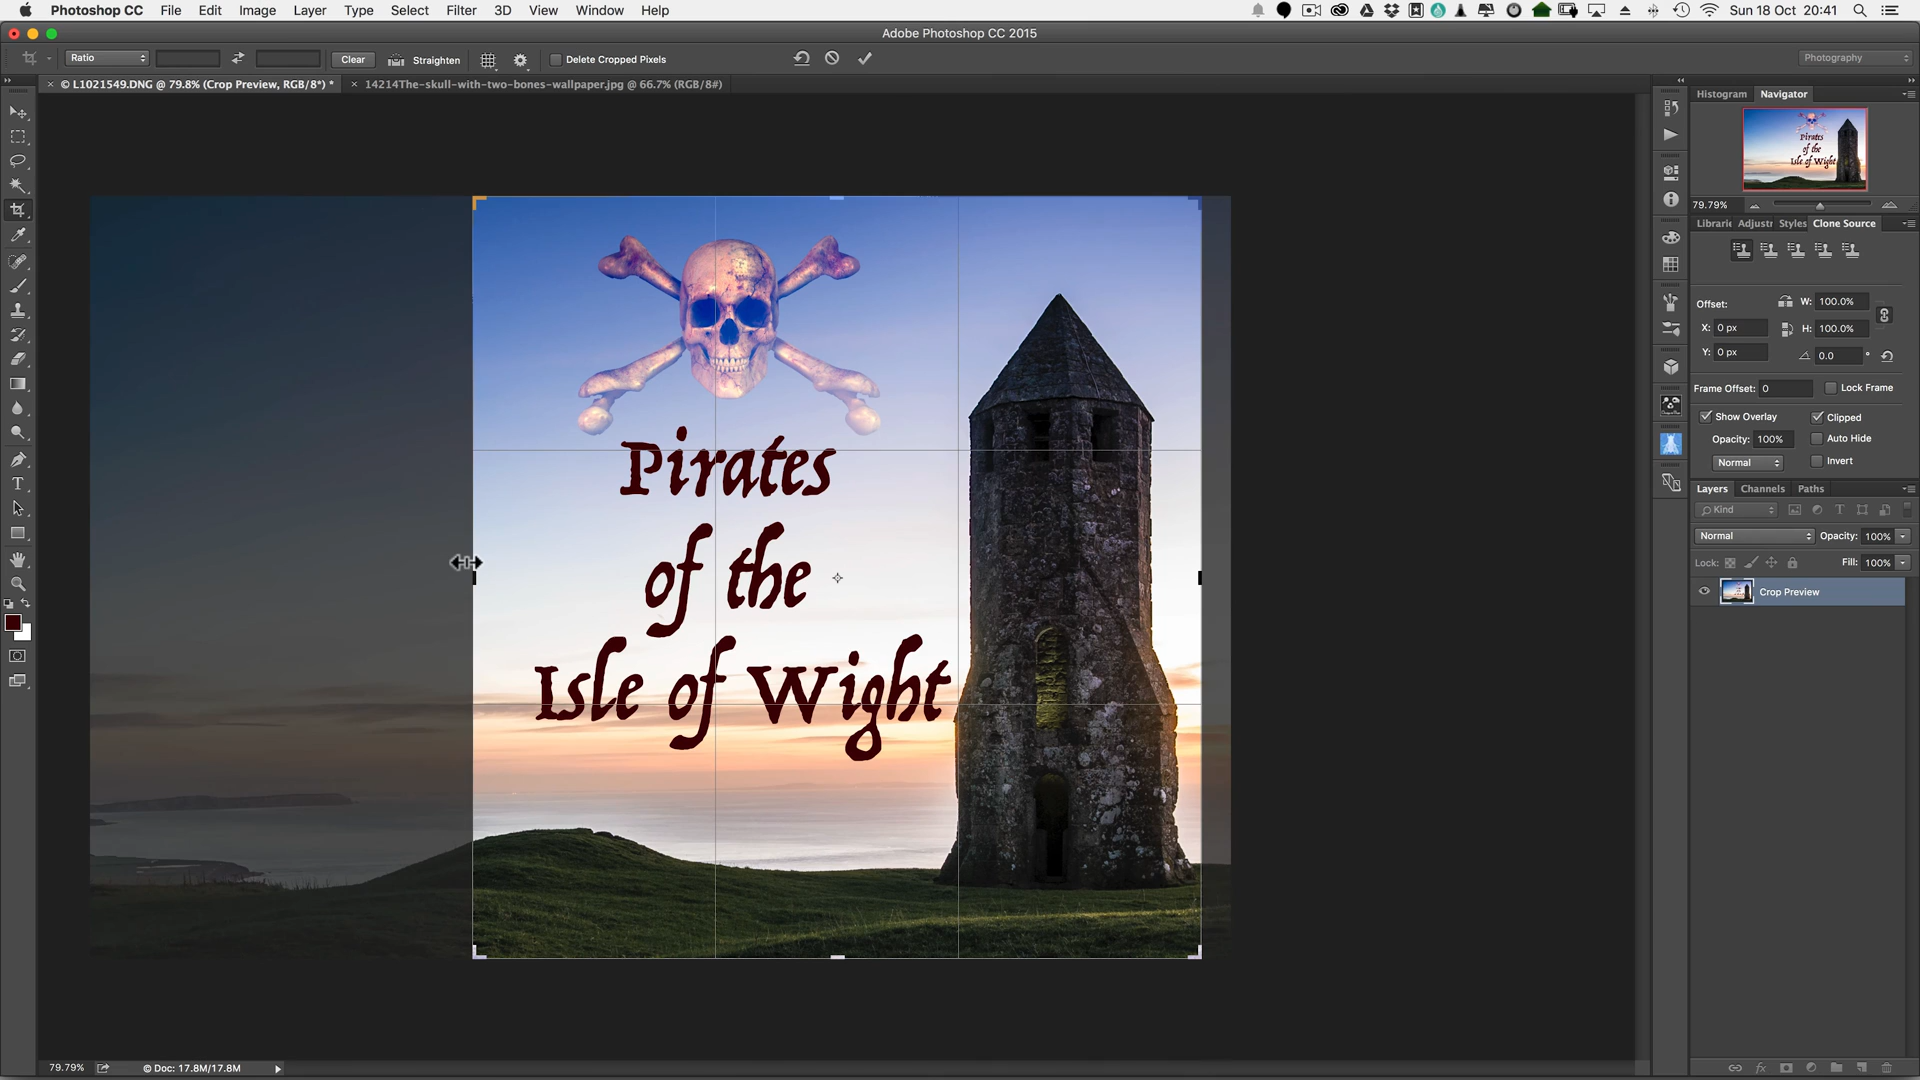 Photoshop CC File Edit Image Layer Type Select Filter 3D View Window Help Sun 18 Oct 20:41
Adobe Photoshop CC 2015
Ratio Clear Straighten Delete Cropped Pixels Photography
© L1021549.DNG @ 79.8% (Crop Preview, RGB/8*) * 14214The-skull-with-two-bones-wallpaper.jpg @ 66.7% (RGB/8#)
Histogram Navigator
Pirates
of the
Isle of Wight
79.79%
Librarie Adjustr Styles Clone Source
Offset: W: 100.0%
X: 0 px H: 100.0%
Y: 0 px 0.0 °
Frame Offset: 0 Lock Frame
Show Overlay Clipped
Opacity: 100% Auto Hide
Normal Invert
Layers Channels Paths
Kind
Normal Opacity: 100%
Lock: Fill: 100%
Crop Preview
Pirates
of the
Isle of Wight
79.79% © Doc: 17.8M/17.8M